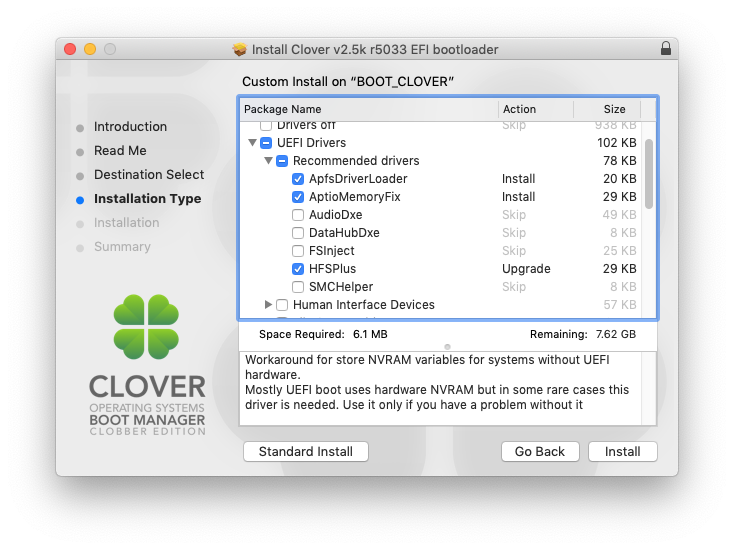 Install Clover v2.5k r5033 EFI bootloader
Custom Install on “BOOT_CLOVER”
Introduction
Read Me
Destination Select
Installation Type
Installation
Summary
CLOVER
OPERATING SYSTEMS
BOOT MANAGER
CLOBBER EDITION
Package Name Action Size
Drivers off Skip 938 KB
UEFI Drivers 102 KB
Recommended drivers 78 KB
ApfsDriverLoader Install 20 KB
AptioMemoryFix Install 29 KB
AudioDxe Skip 49 KB
DataHubDxe Skip 8 KB
FSInject Skip 25 KB
HFSPlus Upgrade 29 KB
SMCHelper Skip 8 KB
Human Interface Devices 57 KB
Space Required: 6.1 MB Remaining: 7.62 GB
Workaround for store NVRAM variables for systems without UEFI
hardware.
Mostly UEFI boot uses hardware NVRAM but in some rare cases this
driver is needed. Use it only if you have a problem without it
Standard Install Go Back Install